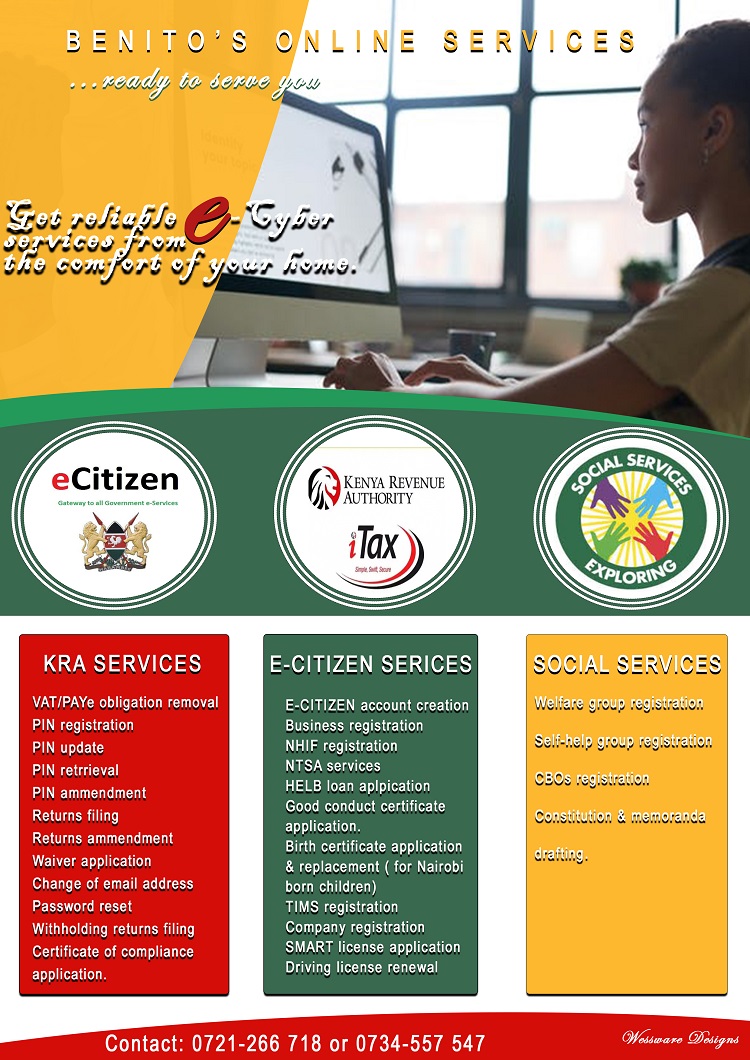 BENITO'S ONLINE SERVICES
...ready to serve you
Identify
your topic
Get reliable e-Cyber
services from
the comfort of your home.
eCitizen
Gateway to all Government e-Services
KENYA REVENUE
AUTHORITY
iTax
Simple, Swift, Secure
SOCIAL SERVICES
EXPLORING
KRA SERVICES
VAT/PAYe obligation removal
PIN registration
PIN update
PIN retrrieval
PIN ammendment
Returns filing
Returns ammendment
Waiver application
Change of email address
Password reset
Withholding returns filing
Certificate of compliance
application.
E-CITIZEN SERICES
E-CITIZEN account creation
Business registration
NHIF registration
NTSA services
HELB loan aplpication
Good conduct certificate
application.
Birth certificate application
& replacement ( for Nairobi
born children)
TIMS registration
Company registration
SMART license application
Driving license renewal
SOCIAL SERVICES
Welfare group registration
Self-help group registration
CBOs registration
Constitution & memoranda
drafting.
Contact: 0721-266 718 or 0734-557 547
Wessware Designs